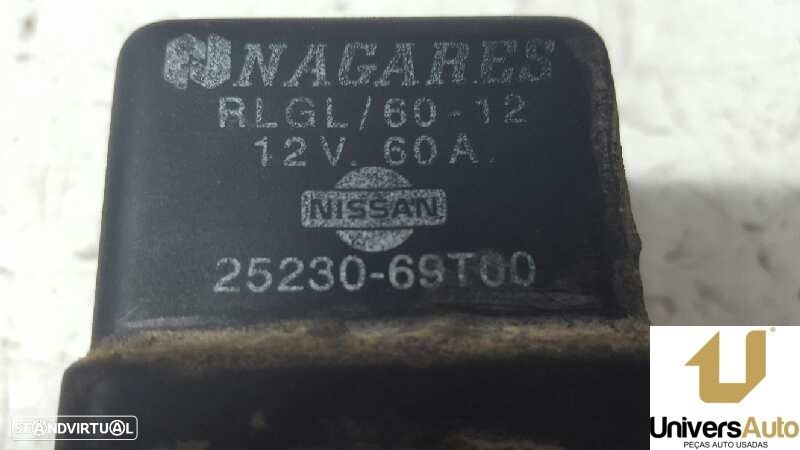 NAGARES
RLGL/60-12
12V. 60A.
NISSAN
25230-69T00
STANDVIRTUAL
UniversAuto
PEÇAS AUTO USADAS